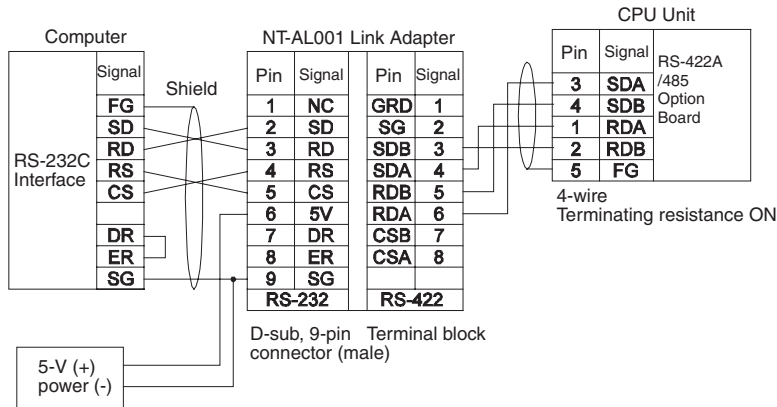 Computer
Signal
FG
SD
RD
RS
CS
DR
ER
SG
RS-232C
Interface
Shield
NT-AL001 Link Adapter
Pin Signal Pin Signal
1 NC GRD 1
2 SD SG 2
3 RD SDB 3
4 RS SDA 4
5 CS RDB 5
6 5V RDA 6
7 DR CSB 7
8 ER CSA 8
9 SG
RS-232 RS-422
D-sub, 9-pin
connector (male)
Terminal block
CPU Unit
Pin Signal
3 SDA
4 SDB
1 RDA
2 RDB
5 FG
RS-422A
/485
Option
Board
4-wire
Terminating resistance ON
5-V (+)
power (-)